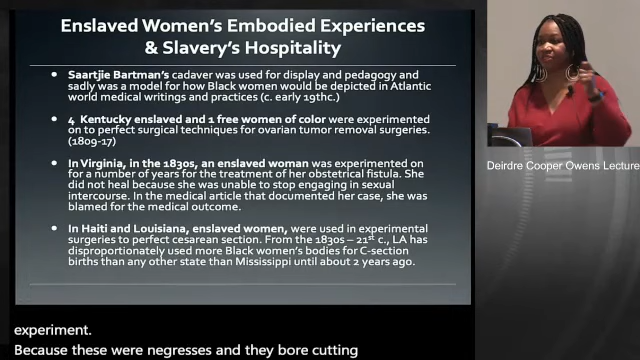 Enslaved Women's Embodied Experiences
& Slavery's Hospitality
Saartjie Bartman's cadaver was used for display and pedagogy and
sadly was a model for how Black women would be depicted in Atlantic
world medical writings and practices (c. early 19thc.)
4 Kentucky enslaved and 1 free women of color were experimented
on to perfect surgical techniques for ovarian tumor removal surgeries.
(1809-17)
In Virginia, in the 1830s, an enslaved woman was experimented
on for a number of years for the treatment of her obstetrical fistula. She
did not heal because she was unable to stop engaging in sexual
intercourse. In the medical article that documented her case, she was
blamed for the medical outcome.
In Haiti and Louisiana, enslaved women, were used in experimental
surgeries to perfect cesarean section. From the 1830s – 21st c., LA has
disproportionately used more Black women's bodies for C-section
births than any other state than Mississippi until about 2 years ago.
Deirdre Cooper Owens Lecture
experiment.
Because these were negresses and they bore cutting